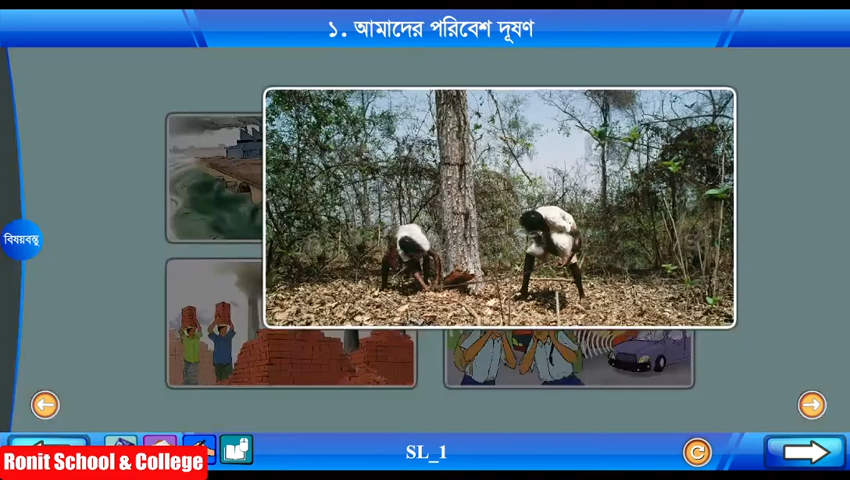 ১. আমাদের পরিবেশ দূষণ
বিষয়বস্তু
Ronit School & College
SL_1